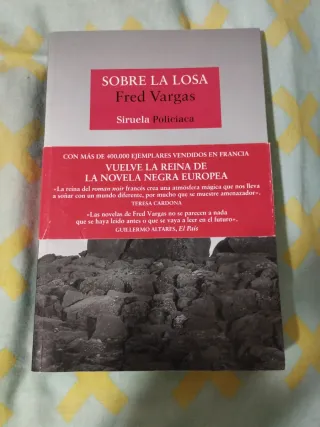 SOBRE LA LOSA
Fred Vargas
Siruela Policíaca
CON MÁS DE 400.000 EJEMPLARES VENDIDOS EN FRANCIA
VUELVE LA REINA DE
LA NOVELA NEGRA EUROPEA
«La reina del roman noir francés crea una atmósfera mágica que nos lleva
a soñar con un mundo diferente, por mucho que se muestre amenazador».
TERESA CARDONA
«Las novelas de Fred Vargas no se parecen a nada
que se haya leído antes o que se vaya a leer en el futuro».
GUILLERMO ALTARES, El País